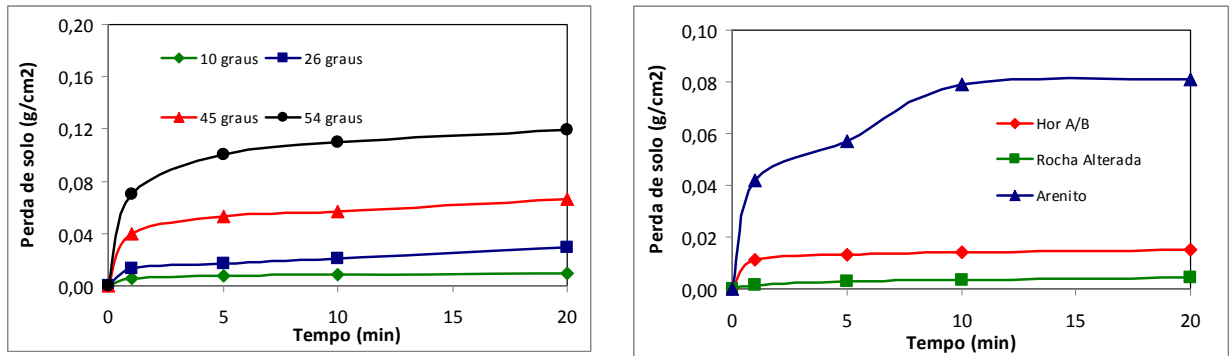 Perda de solo (g/cm2)
0,20
0,16
0,12
0,08
0,04
0,00
10 graus
26 graus
45 graus
54 graus
0
5
10
15
20
Tempo (min)
Perda de solo (g/cm2)
0,10
0,08
0,06
0,04
0,02
0,00
Hor A/B
Rocha Alterada
Arenito
0
5
10
15
20
Tempo (min)